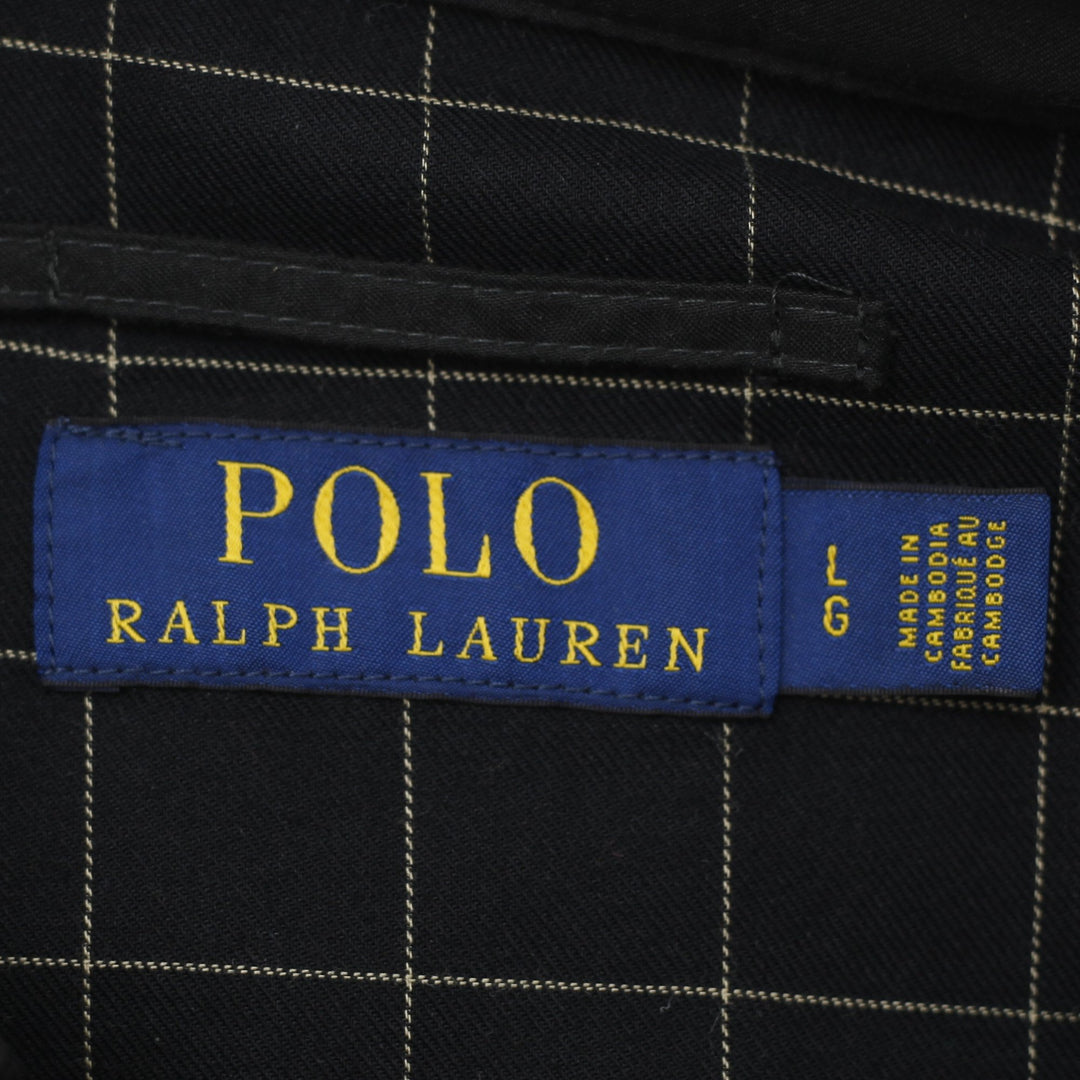 POLO
RALPH LAUREN
L
G
MADE IN
CAMBODIA
FABRIQUÉ AU
CAMBODGE